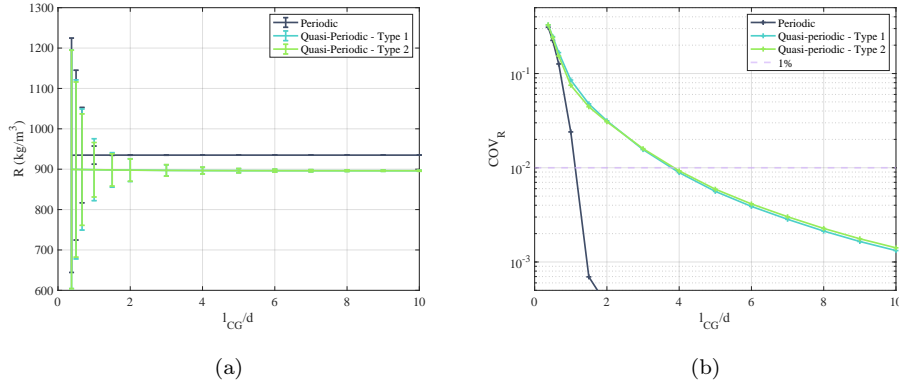 1300
1200
1100
1000
900
800
700
600
R (kg/m³)
0
2
4
6
8
10
l_CG/d
Periodic
Quasi-Periodic - Type 1
Quasi-Periodic - Type 2
(a)
10⁻¹
10⁻²
10⁻³
COV_R
0
2
4
6
8
10
l_CG/d
Periodic
Quasi-periodic - Type 1
Quasi-periodic - Type 2
1%
(b)